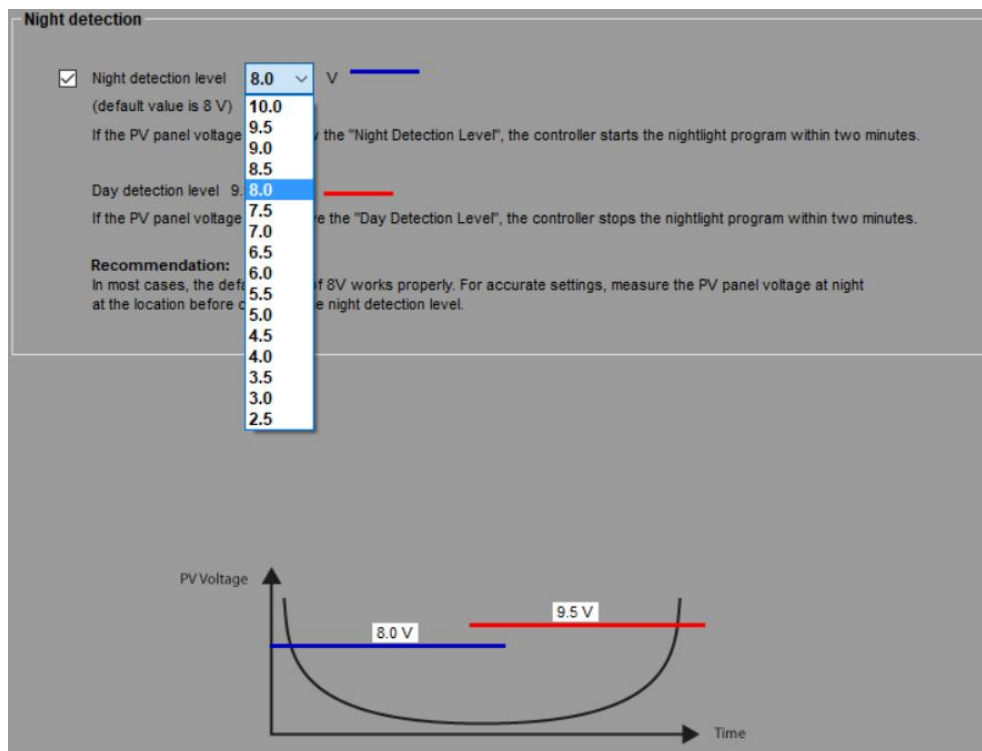 Night detection
Night detection level 8.0 V
(default value is 8 V) 10.0
If the PV panel voltage 9.5 the "Night Detection Level", the controller starts the nightlight program within two minutes.
9.0
8.5
Day detection level 9. 8.0
If the PV panel voltage 7.5 the "Day Detection Level", the controller stops the nightlight program within two minutes.
7.0
6.5
Recommendation:
6.0
In most cases, the of 8V works properly. For accurate settings, measure the PV panel voltage at night
5.5
at the location before 5.0 night detection level.
4.5
4.0
3.5
3.0
2.5
PV Voltage
9.5 V
8.0 V
Time